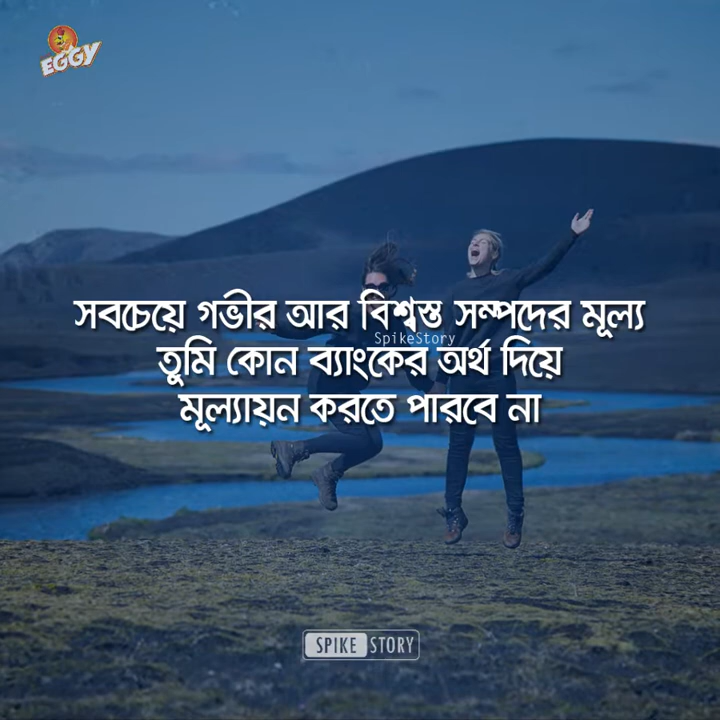 EGGY
সবচেয়ে গভীর আর বিশ্বস্ত সম্পদের মূল্য
SpikeStory
তুমি কোন ব্যাংকের অর্থ দিয়ে
মূল্যায়ন করতে পারবে না
SPIKE STORY